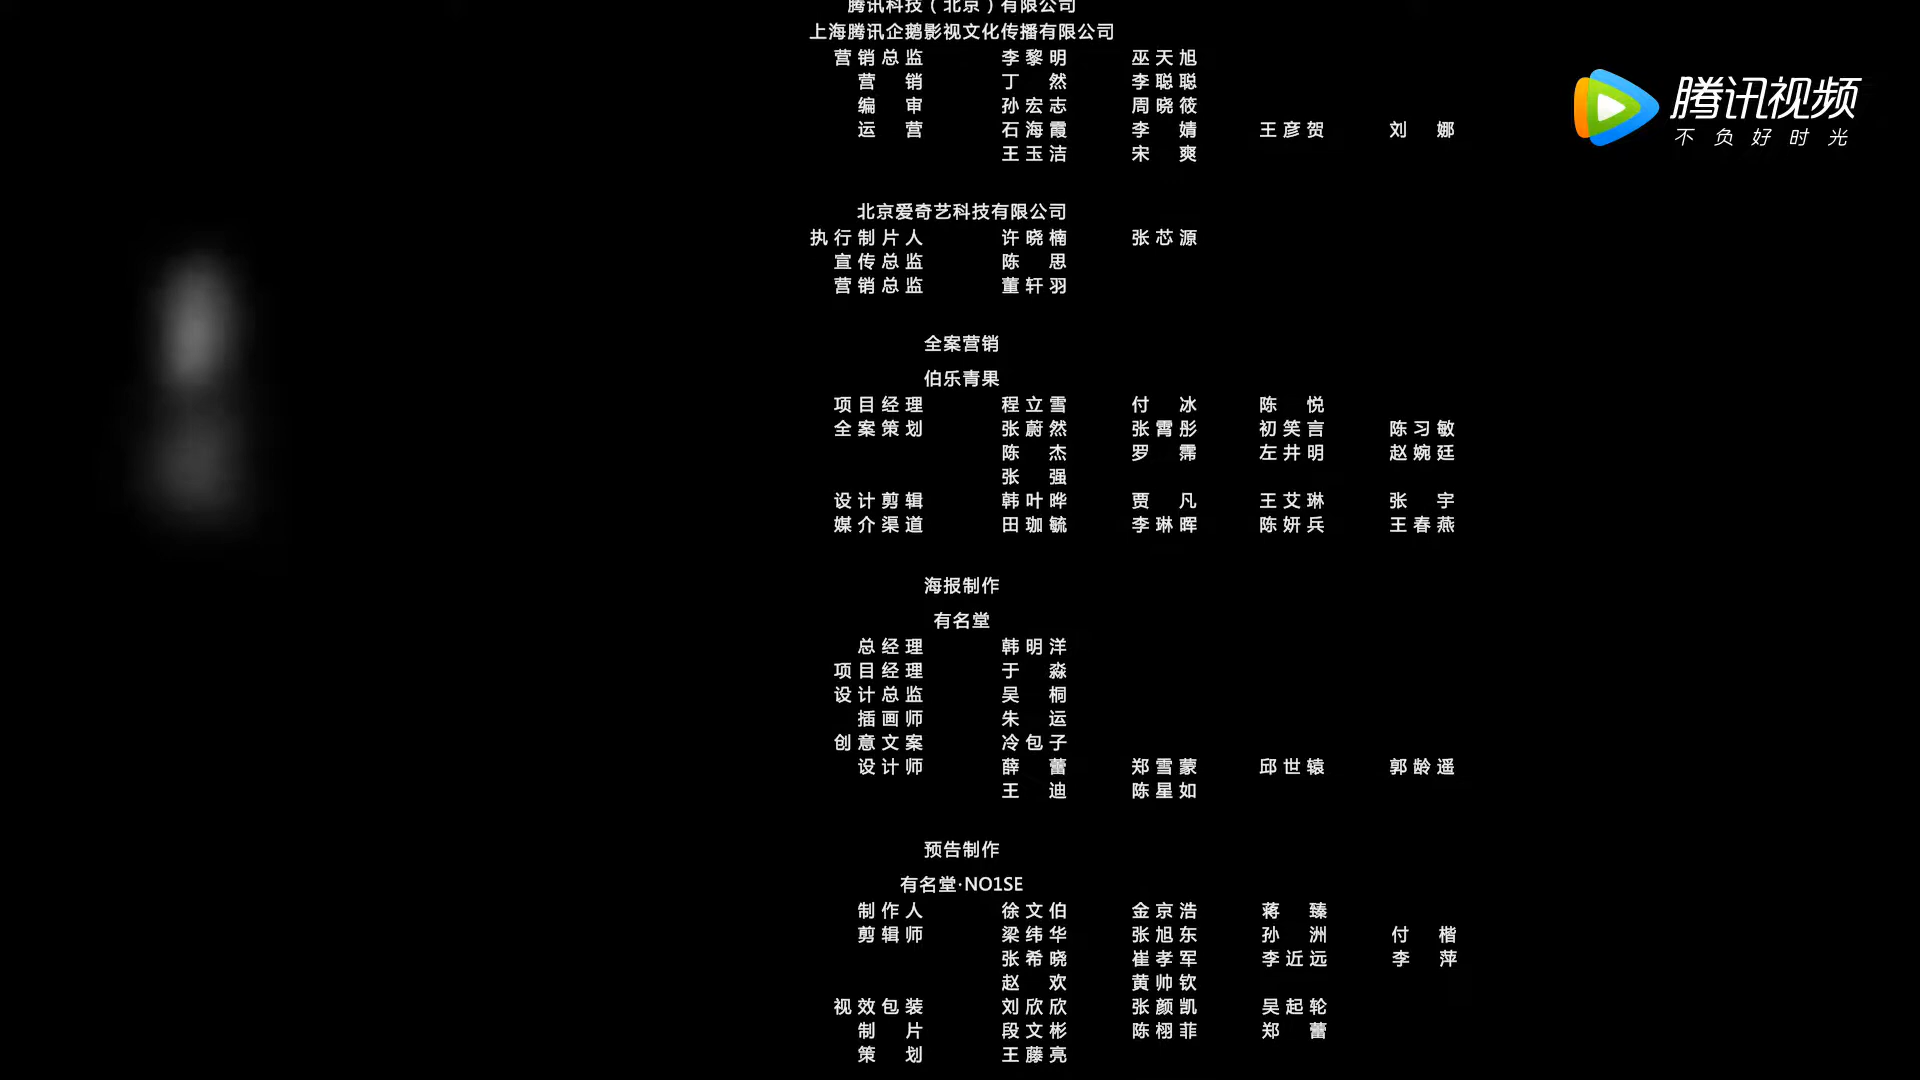 腾讯科技（北京）有限公司
上海腾讯企鹅影视文化传播有限公司
营销总监 李黎明 巫天旭
营销 丁然 李聪聪
编审 孙宏志 周晓筱
运营 石海霞 李婧 王彦贺 刘娜
王玉洁 宋爽
腾讯视频
不负好时光
北京爱奇艺科技有限公司
执行制片人 许晓楠 张芯源
宣传总监 陈思
营销总监 董轩羽
全案营销
伯乐青果
项目经理 程立雪 付冰 陈悦
全案策划 张蔚然 张霄彤 初笑言 陈习敏
陈杰 罗霈 左井明 赵婉廷
张强
设计剪辑 韩叶晔 贾凡 王艾琳 张宇
媒介渠道 田珈毓 李琳晖 陈妍兵 王春燕
海报制作
有名堂
总经理 韩明洋
项目经理 于淼
设计总监 吴桐
插画师 朱运
创意文案 冷包子
设计师 薛蕾 郑雪蒙 邱世辕 郭龄遥
王迪 陈星如
预告制作
有名堂·NO1SE
制作人 徐文伯 金京浩 蒋臻
剪辑师 梁纬华 张旭东 孙洲 付楷
张希晓 崔孝军 李近远 李萍
赵欢 黄帅钦
视效包装 刘欣欣 张颜凯 吴起轮
制片 段文彬 陈栩菲 郑蕾
策划 王藤亮